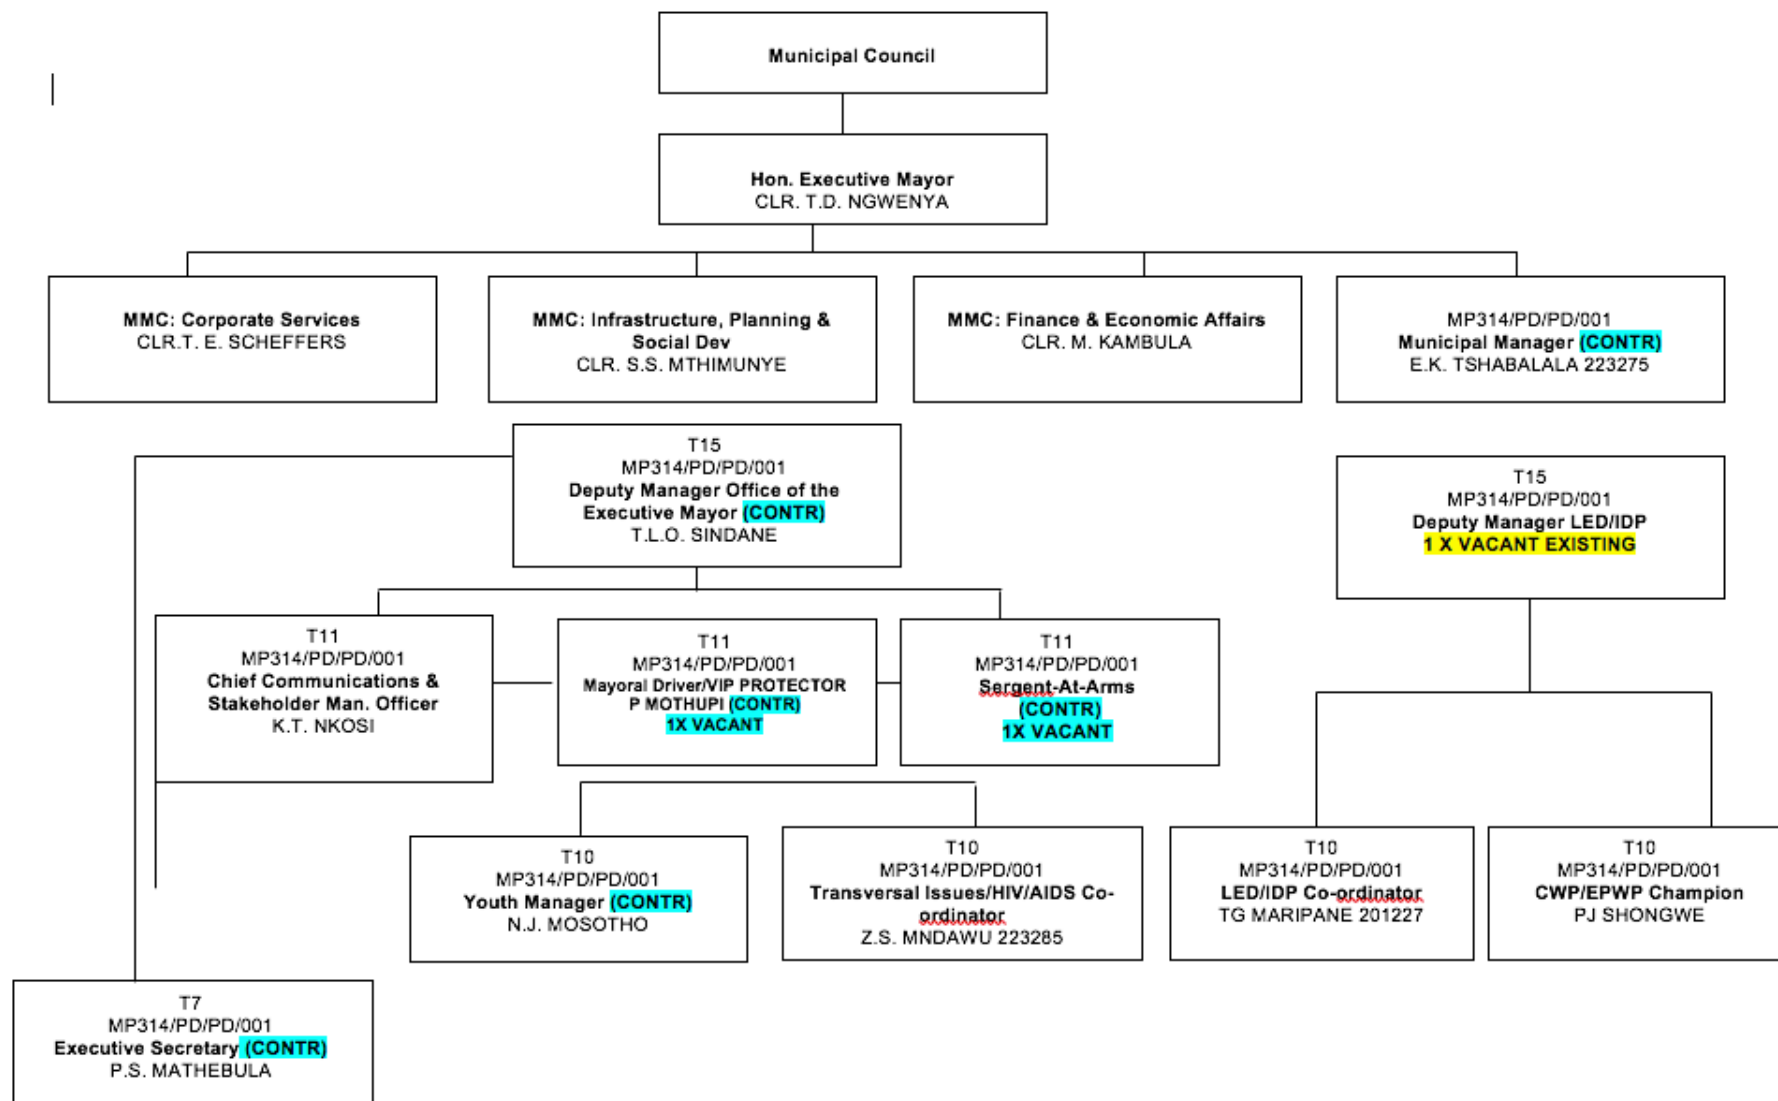 Municipal Council
Hon. Executive Mayor
CLR. T.D. NGWENYA
MMC: Corporate Services
CLR.T. E. SCHEFFERS
MMC: Infrastructure, Planning &
Social Dev
CLR. S.S. MTHIMUNYE
MMC: Finance & Economic Affairs
CLR. M. KAMBULA
MP314/PD/PD/001
Municipal Manager (CONTR)
E.K. TSHABALALA 223275
T15
MP314/PD/PD/001
Deputy Manager Office of the
Executive Mayor (CONTR)
T.L.O. SINDANE
T15
MP314/PD/PD/001
Deputy Manager LED/IDP
1 X VACANT EXISTING
T11
MP314/PD/PD/001
Chief Communications &
Stakeholder Man. Officer
K.T. NKOSI
T11
MP314/PD/PD/001
Mayoral Driver/VIP PROTECTOR
P MOTHUPI (CONTR)
1X VACANT
T11
MP314/PD/PD/001
Sergent-At-Arms
(CONTR)
1X VACANT
T10
MP314/PD/PD/001
Youth Manager (CONTR)
N.J. MOSOTHO
T10
MP314/PD/PD/001
Transversal Issues/HIV/AIDS Co-
ordinator
Z.S. MNDAWU 223285
T10
MP314/PD/PD/001
LED/IDP Co-ordinator
TG MARIPANE 201227
T10
MP314/PD/PD/001
CWP/EPWP Champion
PJ SHONGWE
T7
MP314/PD/PD/001
Executive Secretary (CONTR)
P.S. MATHEBULA